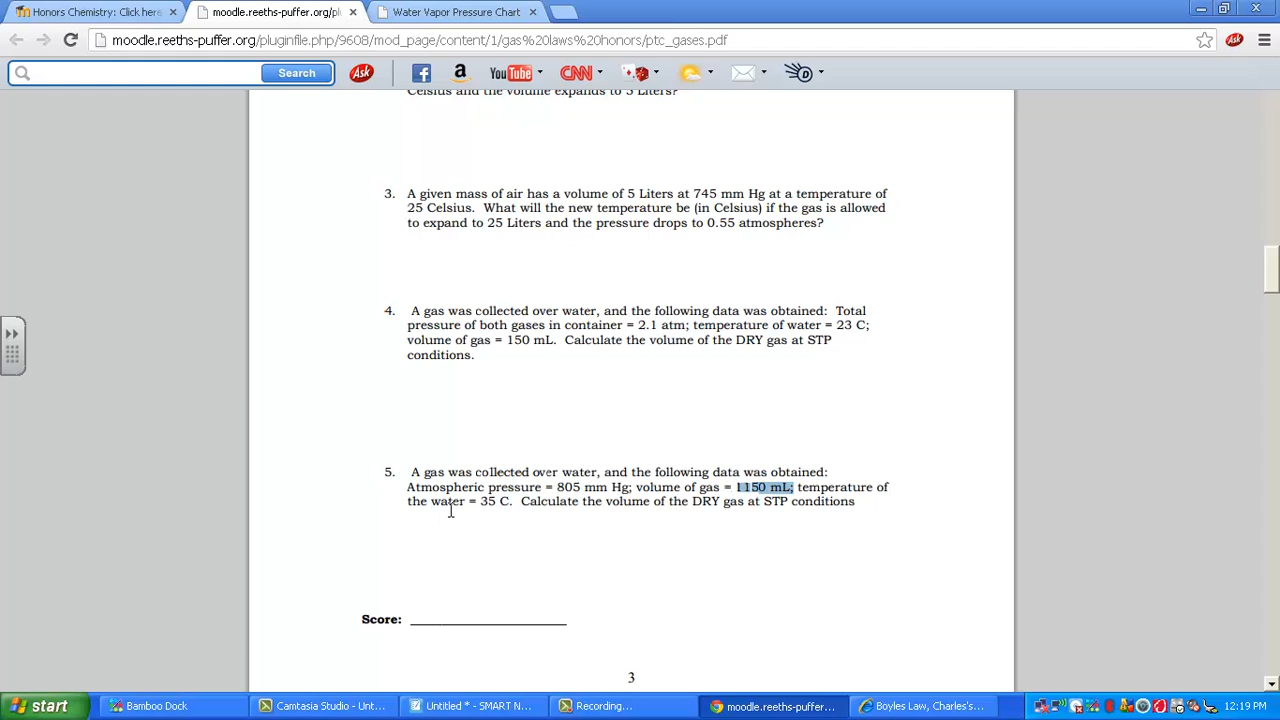 Honors Chemistry: Click here
moodle.reeths-puffer.org/pl
Water Vapor Pressure Chart
moodle.reeths-puffer.org/pluginfile.php/9608/mod_page/content/1/gas%20laws%20honors/ptc_gases.pdf
Search
Ask
YouTube
CNN
Celsius and the volume expands to 3 Liters?
3. A given mass of air has a volume of 5 Liters at 745 mm Hg at a temperature of
25 Celsius. What will the new temperature be (in Celsius) if the gas is allowed
to expand to 25 Liters and the pressure drops to 0.55 atmospheres?
4. A gas was collected over water, and the following data was obtained: Total
pressure of both gases in container = 2.1 atm; temperature of water = 23 C;
volume of gas = 150 mL. Calculate the volume of the DRY gas at STP
conditions.
5. A gas was collected over water, and the following data was obtained:
Atmospheric pressure = 805 mm Hg; volume of gas = 1150 mL; temperature of
the water = 35 C. Calculate the volume of the DRY gas at STP conditions
Score:
3
start
Bamboo Dock
Camtasia Studio - Unt...
Untitled * - SMART N...
Recording...
moodle.reeths-puffer...
Boyles Law, Charles's...
12:19 PM